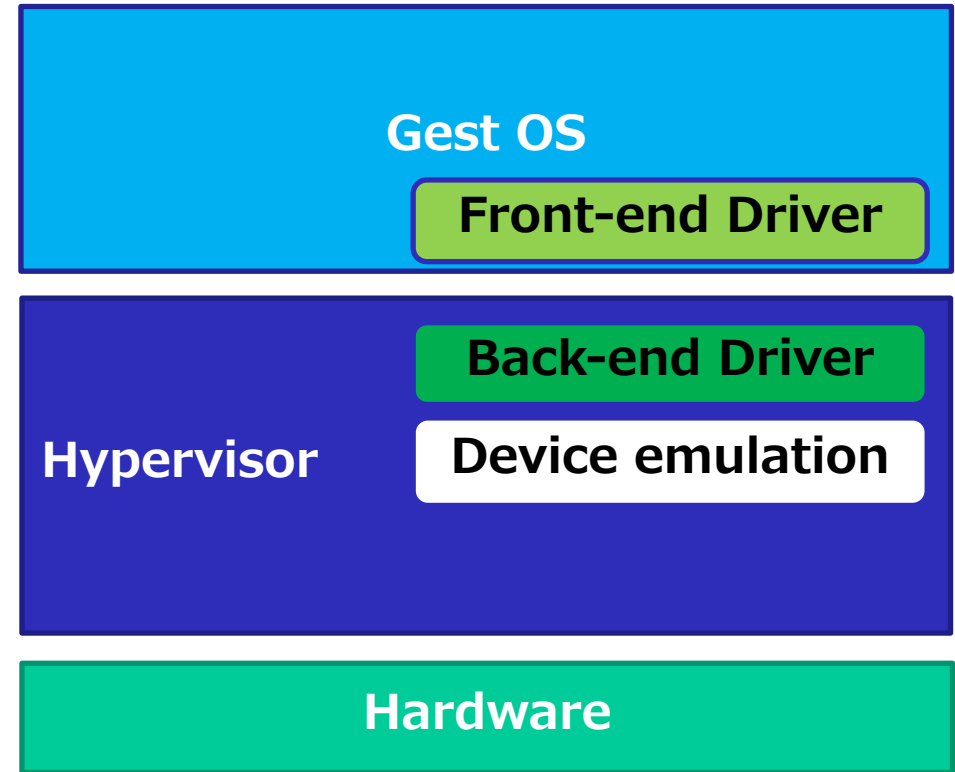 Gest OS
Front-end Driver
Back-end Driver
Hypervisor
Device emulation
Hardware